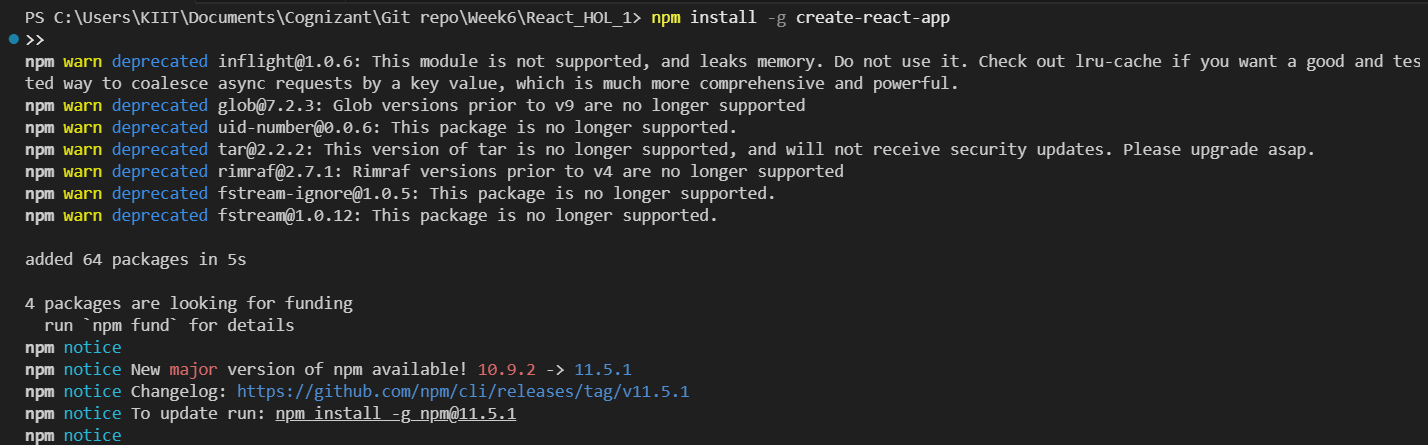 PS C:\Users\KIIT\Documents\Cognizant\Git repo\Week6\React_HOL_1> npm install -g create-react-app
>>
npm warn deprecated inflight@1.0.6: This module is not supported, and leaks memory. Do not use it. Check out lru-cache if you want a good and tes
ted way to coalesce async requests by a key value, which is much more comprehensive and powerful.
npm warn deprecated glob@7.2.3: Glob versions prior to v9 are no longer supported
npm warn deprecated uid-number@0.0.6: This package is no longer supported.
npm warn deprecated tar@2.2.2: This version of tar is no longer supported, and will not receive security updates. Please upgrade asap.
npm warn deprecated rimraf@2.7.1: Rimraf versions prior to v4 are no longer supported
npm warn deprecated fstream-ignore@1.0.5: This package is no longer supported.
npm warn deprecated fstream@1.0.12: This package is no longer supported.

added 64 packages in 5s

4 packages are looking for funding
  run `npm fund` for details
npm notice
npm notice New major version of npm available! 10.9.2 -> 11.5.1
npm notice Changelog: https://github.com/npm/cli/releases/tag/v11.5.1
npm notice To update run: npm install -g npm@11.5.1
npm notice